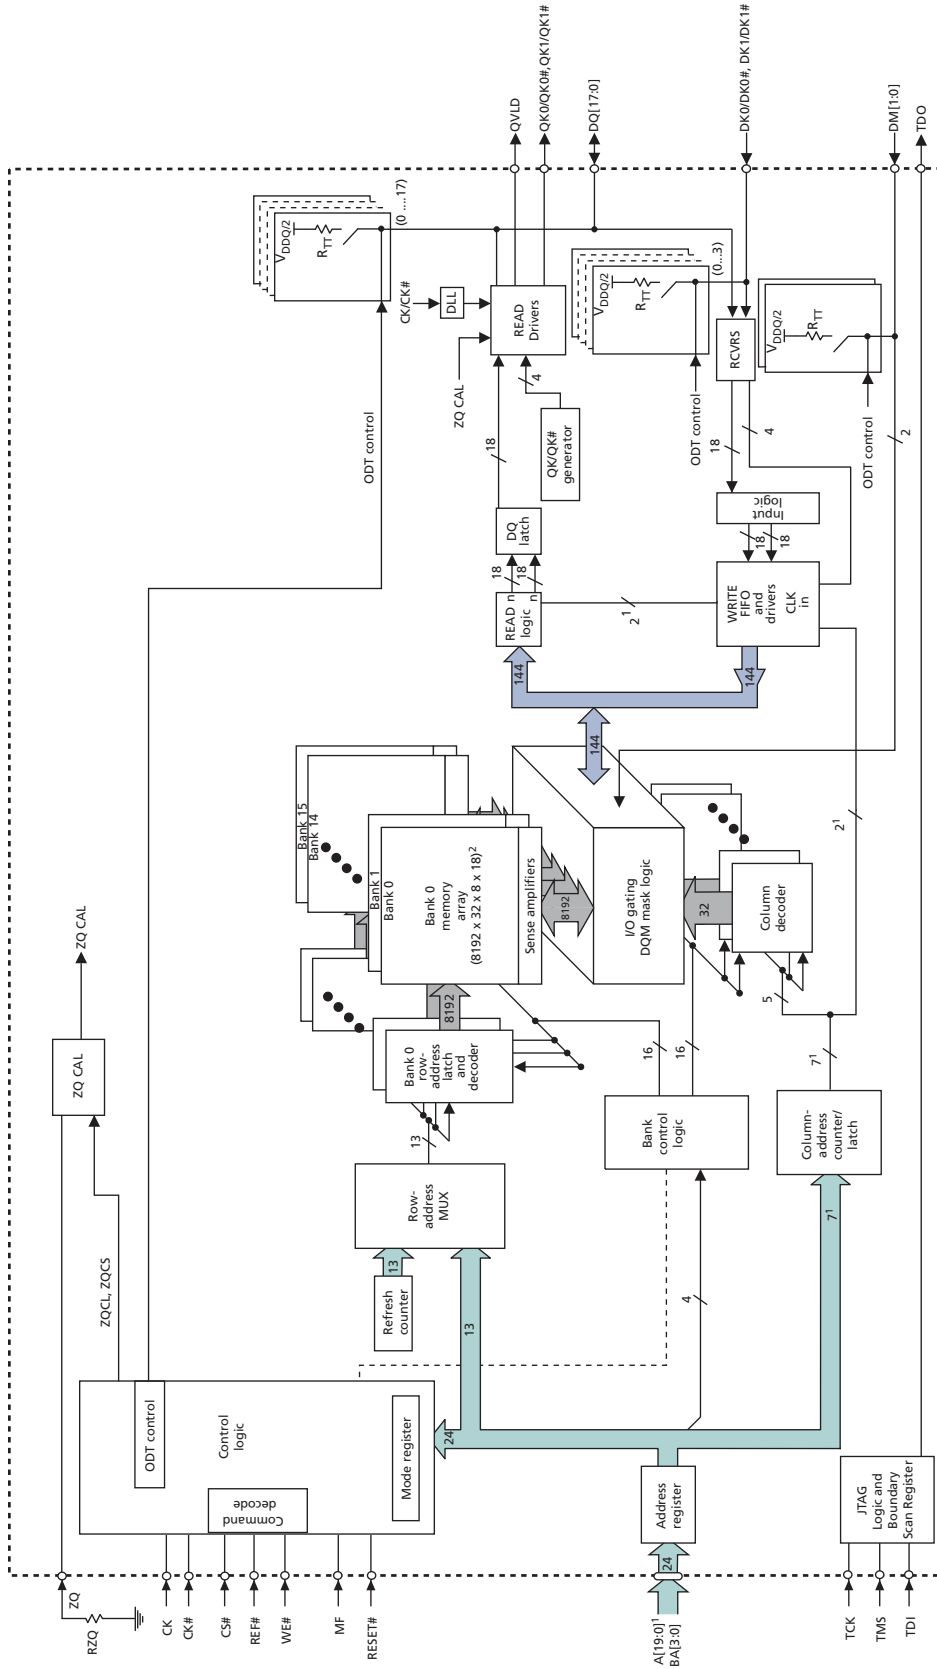 ZQ
RZQ
CK
CK#
CS#
REF#
WE#
MF
RESET#
A[19:0]¹
BA[3:0]
TCK
TMS
TDI
ODT control
Control
logic
Command
decode
Mode register
24
24
Address
register
JTAG
Logic and
Boundary
Scan Register
ZQCL, ZQCS
ZQ CAL
ZQ CAL
Refresh
counter
13
13
Row-
address
MUX
13
4
7¹
Bank
control
logic
16
16
Column-
address
counter/
latch
7¹
5
2¹
Bank 0
row-
address
latch
and
decoder
8192
Bank 15
Bank 14
Bank 1
Bank 0
Bank 0
memory
array
(8192 x 32 x 8 x 18)²
Sense amplifiers
8192
I/O gating
DQM mask logic
32
Column
decoder
144
144
144
READ n
logic n
18
18
DQ
latch
18
2¹
WRITE
FIFO
and
drivers
CLK
in
18
18
Input
logic
18
4
QK/QK#
generator
4
ZQ CAL
CK/CK#
DLL
READ
Drivers
RCVRS
ODT control
ODT control
ODT control
2
VDDQ/2
RTT
(0 ....17)
VDDQ/2
RTT
(0...3)
VDDQ/2
RTT
QVLD
QK0/QK0#, QK1/QK1#
DQ[17:0]
DK0/DK0#, DK1/DK1#
DM[1:0]
TDO